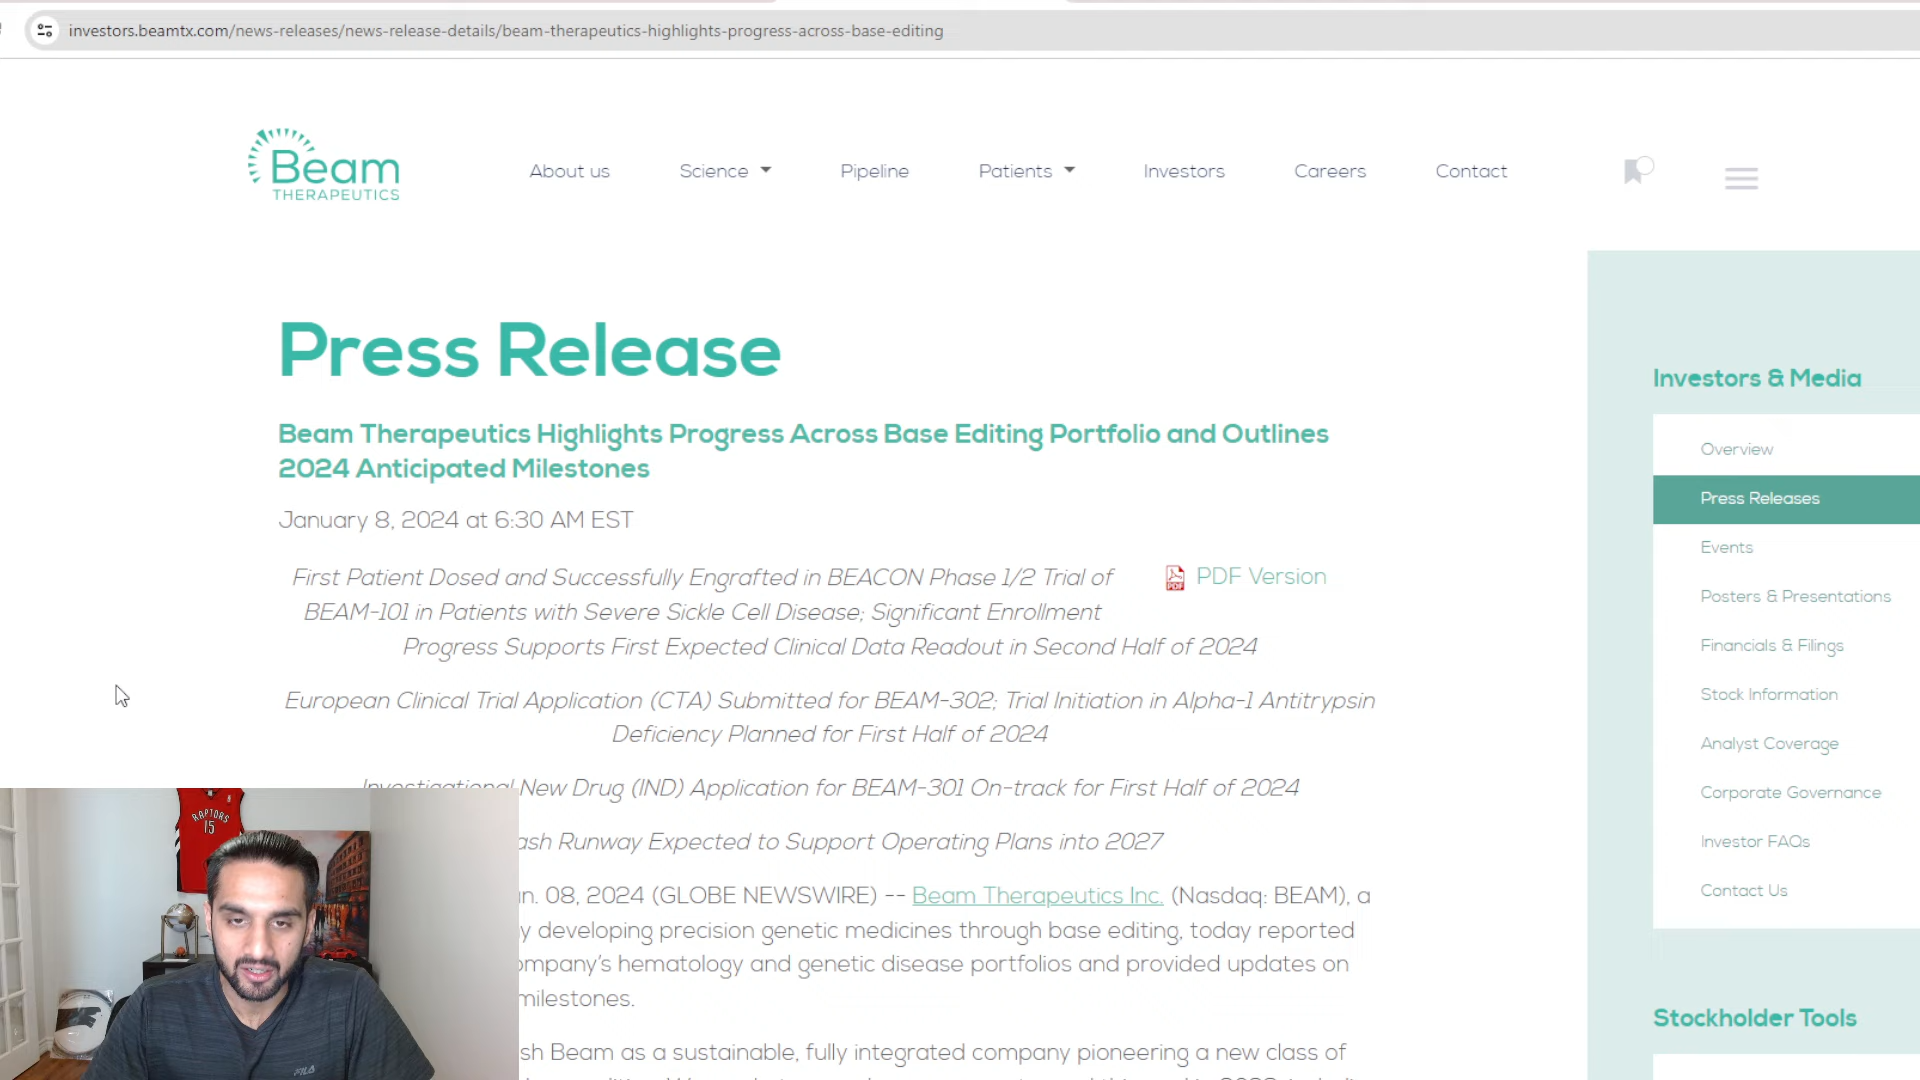 investors.beamtx.com/news-releases/news-release-details/beam-therapeutics-highlights-progress-across-base-editing
Beam
THERAPEUTICS
About us
Science
Pipeline
Patients
Investors
Careers
Contact
Press Release
Beam Therapeutics Highlights Progress Across Base Editing Portfolio and Outlines
2024 Anticipated Milestones
January 8, 2024 at 6:30 AM EST
First Patient Dosed and Successfully Engrafted in BEACON Phase 1/2 Trial of
PDF Version
BEAM-101 in Patients with Severe Sickle Cell Disease; Significant Enrollment
Progress Supports First Expected Clinical Data Readout in Second Half of 2024
European Clinical Trial Application (CTA) Submitted for BEAM-302; Trial Initiation in Alpha-1 Antitrypsin
Deficiency Planned for First Half of 2024
Investigational New Drug (IND) Application for BEAM-301 On-track for First Half of 2024
ash Runway Expected to Support Operating Plans into 2027
n. 08, 2024 (GLOBE NEWSWIRE) -- Beam Therapeutics Inc. (Nasdaq: BEAM), a
y developing precision genetic medicines through base editing, today reported
ompany's hematology and genetic disease portfolios and provided updates on
milestones.
sh Beam as a sustainable, fully integrated company pioneering a new class of
Investors & Media
Overview
Press Releases
Events
Posters & Presentations
Financials & Filings
Stock Information
Analyst Coverage
Corporate Governance
Investor FAQs
Contact Us
Stockholder Tools
RAPTORS
15
FILA